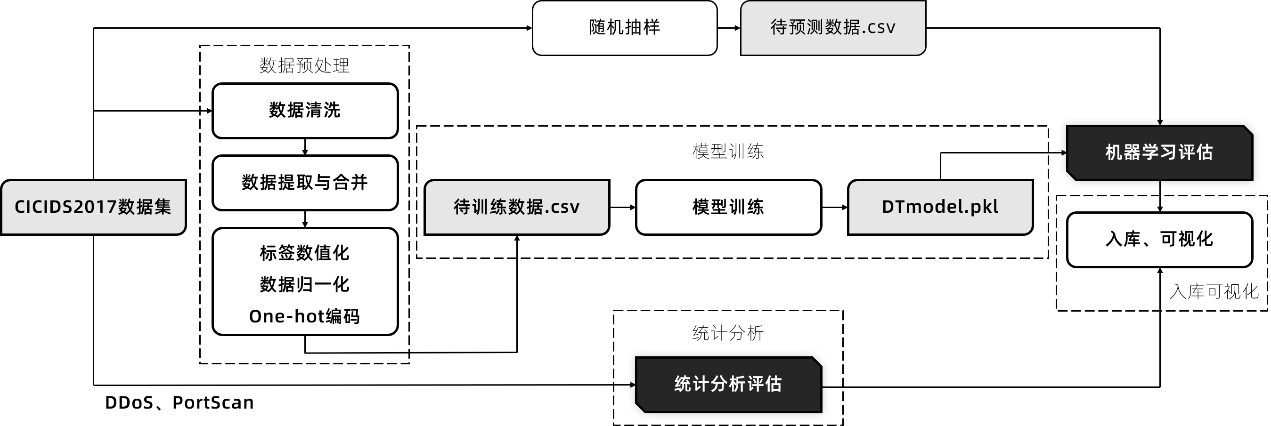 随机抽样
待预测数据.csv
数据预处理
数据清洗
数据提取与合并
标签数值化
数据归一化
One-hot编码
CICIDS2017数据集
模型训练
待训练数据.csv
模型训练
DTmodel.pkl
机器学习评估
入库、可视化
入库可视化
统计分析
统计分析评估
DDoS、PortScan